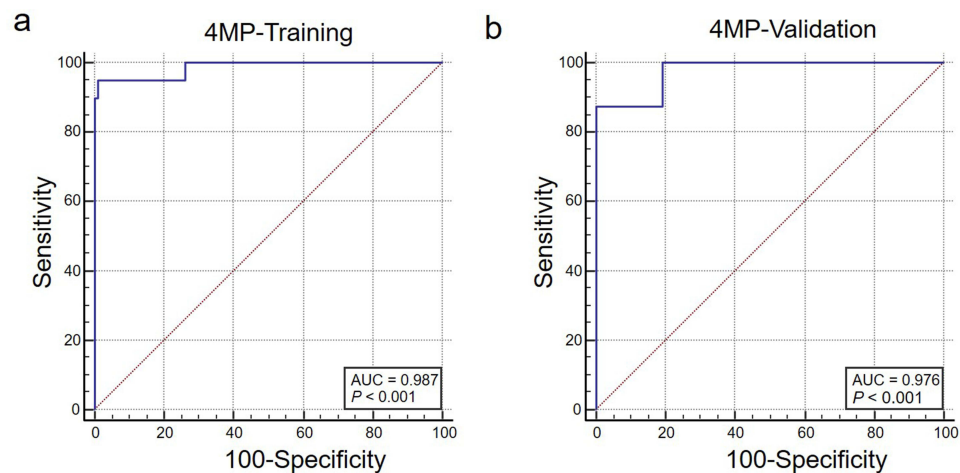 a
4MP-Training
100
80
60
40
20
0
Sensitivity
0 20 40 60 80 100
100-Specificity
AUC = 0.987
P < 0.001
b
4MP-Validation
100
80
60
40
20
0
Sensitivity
0 20 40 60 80 100
100-Specificity
AUC = 0.976
P < 0.001